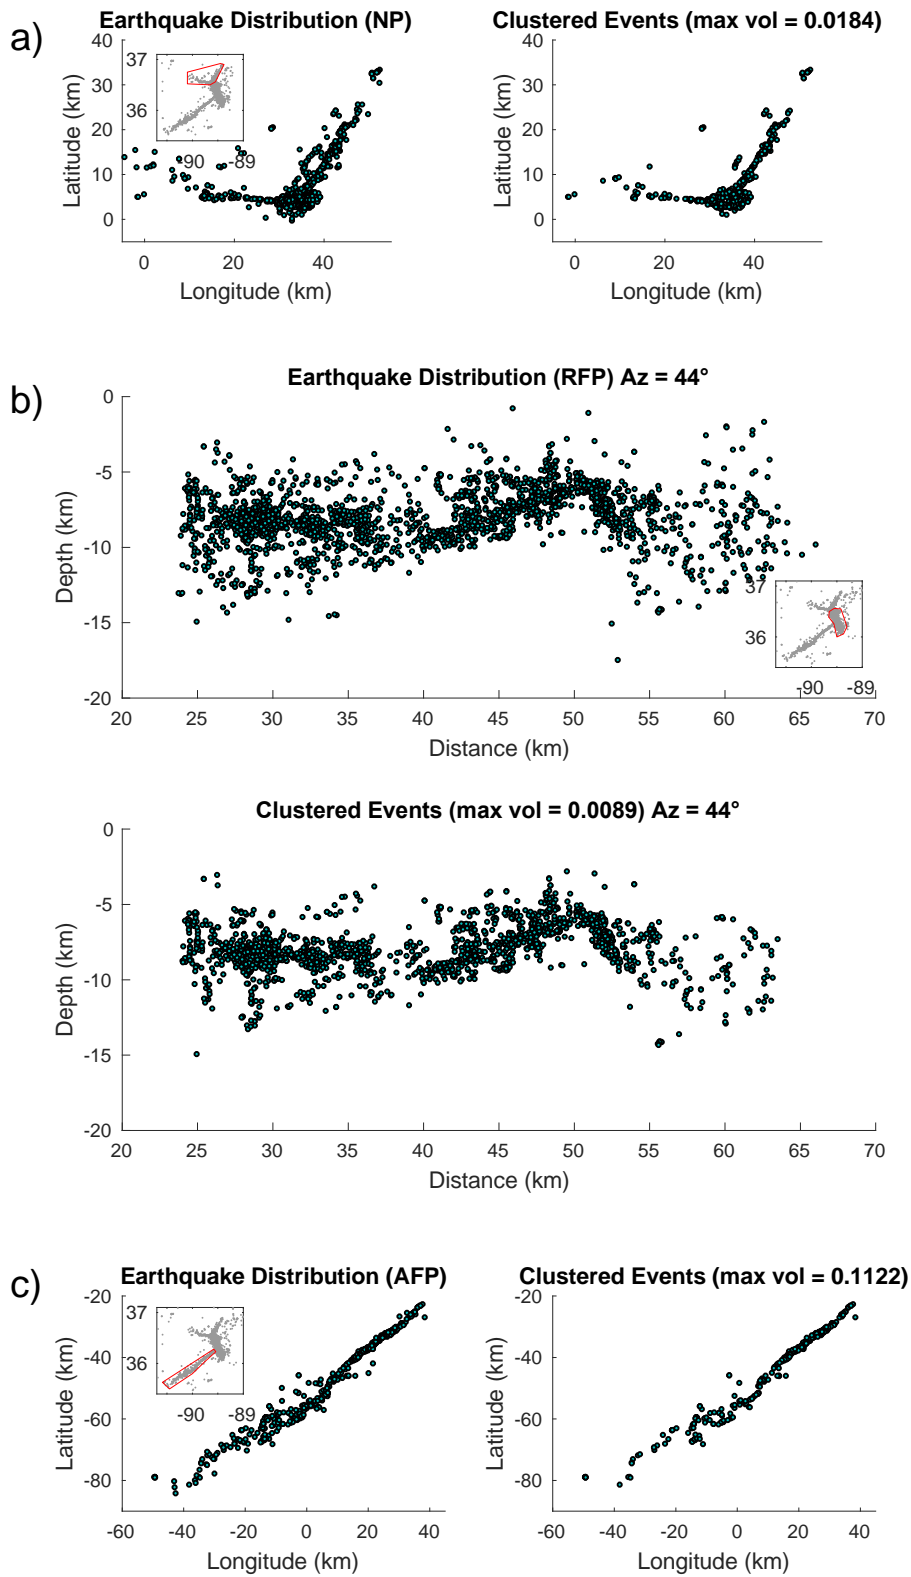 a)
Earthquake Distribution (NP)
Clustered Events (max vol = 0.0184)
40
30
20
10
0
Latitude (km)
37
36
-90 -89
0 20 40
Longitude (km)
40
30
20
10
0
Latitude (km)
0 20 40
Longitude (km)
b)
Earthquake Distribution (RFP) Az = 44°
0
-5
-10
-15
-20
Depth (km)
36
-90 -89
20 25 30 35 40 45 50 55 60 65 70
Distance (km)
Clustered Events (max vol = 0.0089) Az = 44°
0
-5
-10
-15
-20
Depth (km)
20 25 30 35 40 45 50 55 60 65 70
Distance (km)
c)
Earthquake Distribution (AFP)
Clustered Events (max vol = 0.1122)
-20
-40
-60
-80
Latitude (km)
37
36
-90 -89
-60 -40 -20 0 20 40
Longitude (km)
-20
-40
-60
-80
Latitude (km)
-60 -40 -20 0 20 40
Longitude (km)